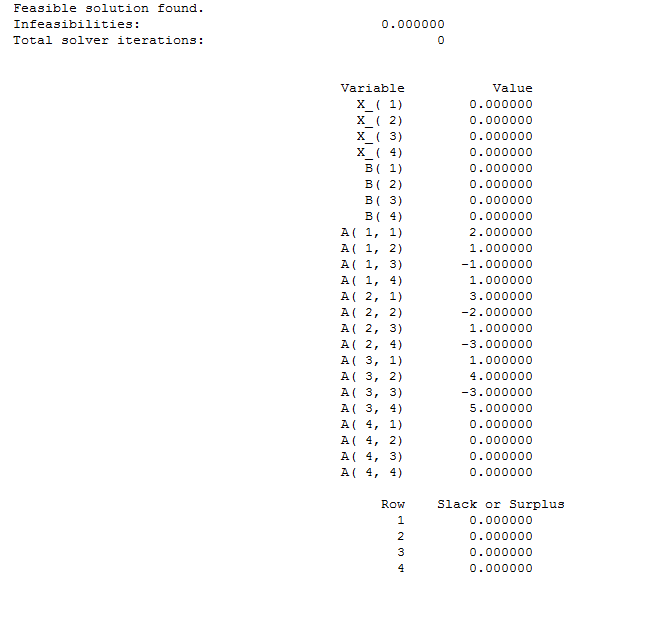 Feasible solution found.
Infeasibilities: 0.000000
Total solver iterations: 0
Variable Value
X_( 1) 0.000000
X_( 2) 0.000000
X_( 3) 0.000000
X_( 4) 0.000000
B( 1) 0.000000
B( 2) 0.000000
B( 3) 0.000000
B( 4) 0.000000
A( 1, 1) 2.000000
A( 1, 2) 1.000000
A( 1, 3) -1.000000
A( 1, 4) 1.000000
A( 2, 1) 3.000000
A( 2, 2) -2.000000
A( 2, 3) 1.000000
A( 2, 4) -3.000000
A( 3, 1) 1.000000
A( 3, 2) 4.000000
A( 3, 3) -3.000000
A( 3, 4) 5.000000
A( 4, 1) 0.000000
A( 4, 2) 0.000000
A( 4, 3) 0.000000
A( 4, 4) 0.000000
Row Slack or Surplus
1 0.000000
2 0.000000
3 0.000000
4 0.000000